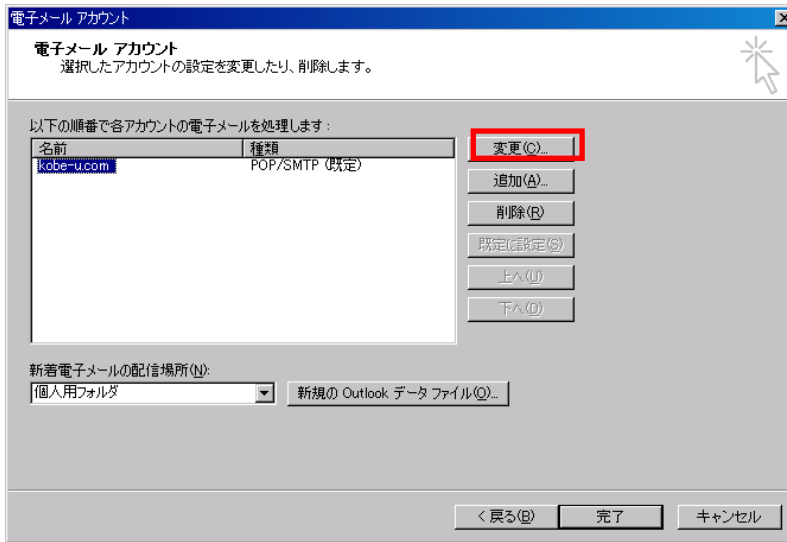 電子メール アカウント
電子メール アカウント
選択したアカウントの設定を変更したり、削除します。
以下の順番で各アカウントの電子メールを処理します:
名前 種類
kobe-u.com POP/SMTP (既定)
変更(C)...
追加(A)...
削除(R)
既定に設定(S)
上へ(U)
下へ(D)
新着電子メールの配信場所(N):
個人用フォルダ 新規の Outlook データ ファイル(O)...
< 戻る(B) 完了 キャンセル